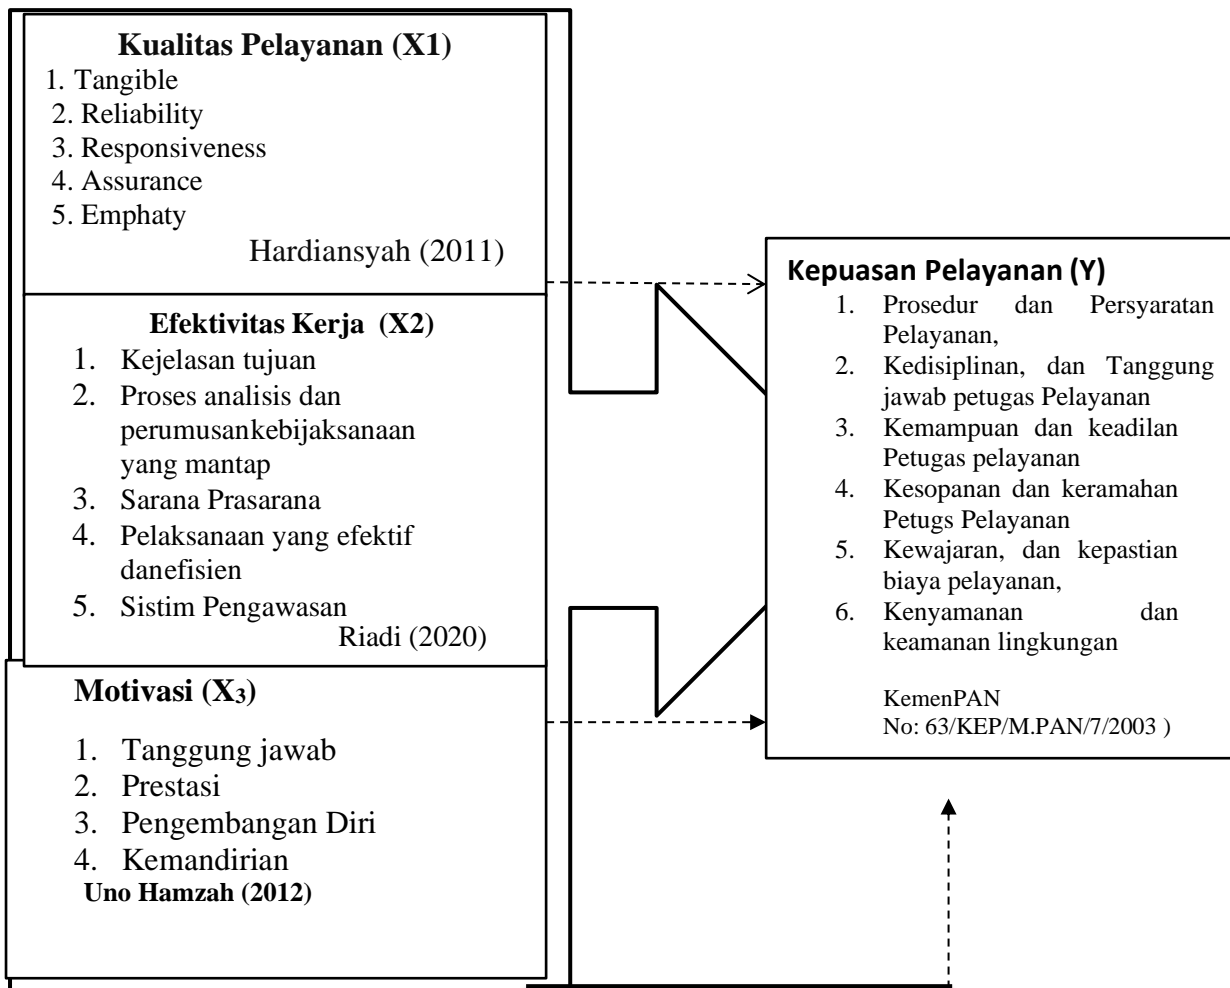 Kualitas Pelayanan (X1)
1. Tangible
2. Reliability
3. Responsiveness
4. Assurance
5. Emphaty
Hardiansyah (2011)
Efektivitas Kerja (X2)
1. Kejelasan tujuan
2. Proses analisis dan
perumusankebijaksanaan
yang mantap
3. Sarana Prasarana
4. Pelaksanaan yang efektif
danefisien
5. Sistim Pengawasan
Riadi (2020)
Motivasi (X₃)
1. Tanggung jawab
2. Prestasi
3. Pengembangan Diri
4. Kemandirian
Uno Hamzah (2012)
Kepuasan Pelayanan (Y)
1. Prosedur dan Persyaratan
Pelayanan,
2. Kedisiplinan, dan Tanggung
jawab petugas Pelayanan
3. Kemampuan dan keadilan
Petugas pelayanan
4. Kesopanan dan keramahan
Petugs Pelayanan
5. Kewajaran, dan kepastian
biaya pelayanan,
6. Kenyamanan dan
keamanan lingkungan
KemenPAN
No: 63/KEP/M.PAN/7/2003 )